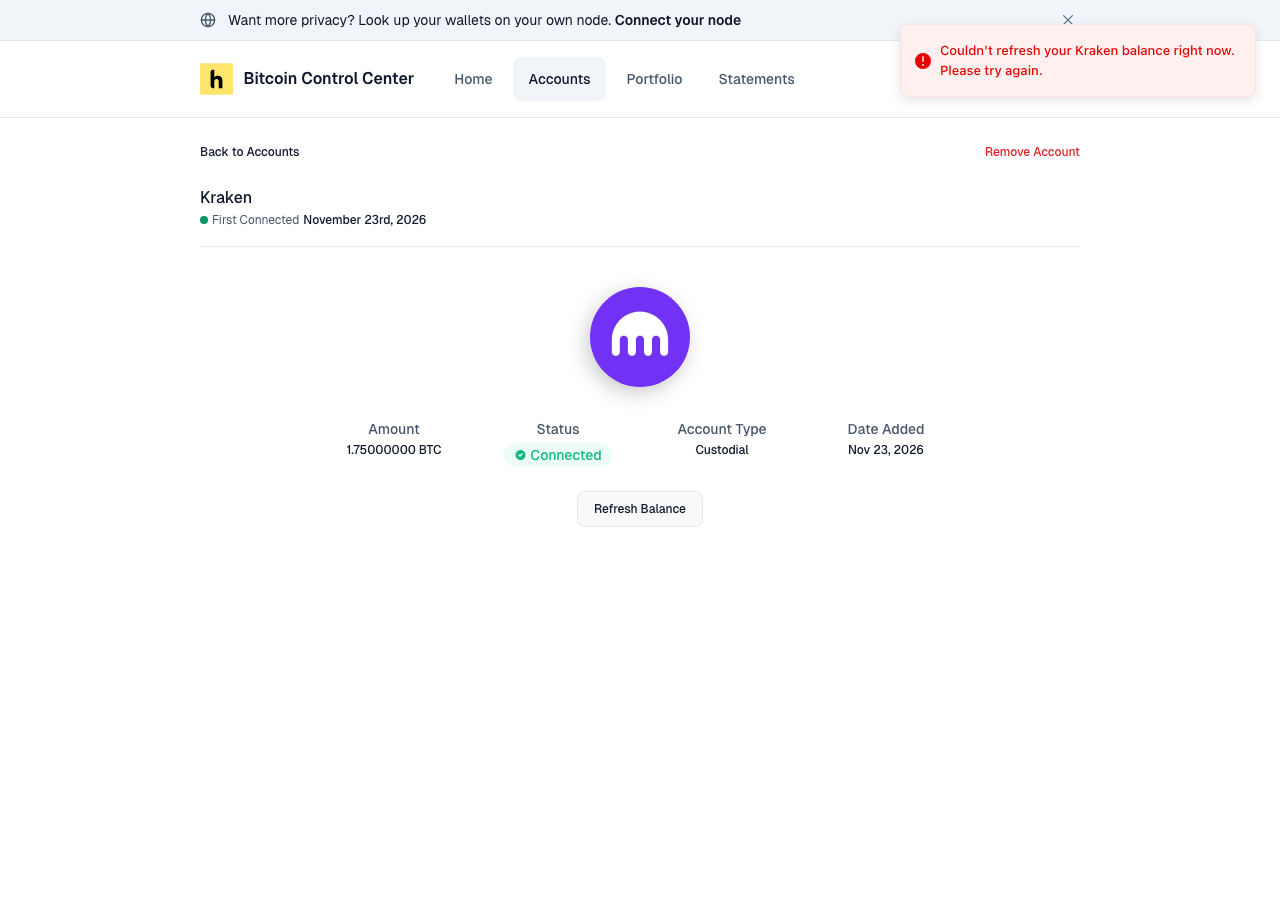 Want more privacy? Look up your wallets on your own node. Connect your node
Couldn't refresh your Kraken balance right now.
Please try again.
h Bitcoin Control Center
Home
Accounts
Portfolio
Statements
Back to Accounts
Remove Account
Kraken
First Connected November 23rd, 2026
Amount
1.75000000 BTC
Status
Connected
Account Type
Custodial
Date Added
Nov 23, 2026
Refresh Balance